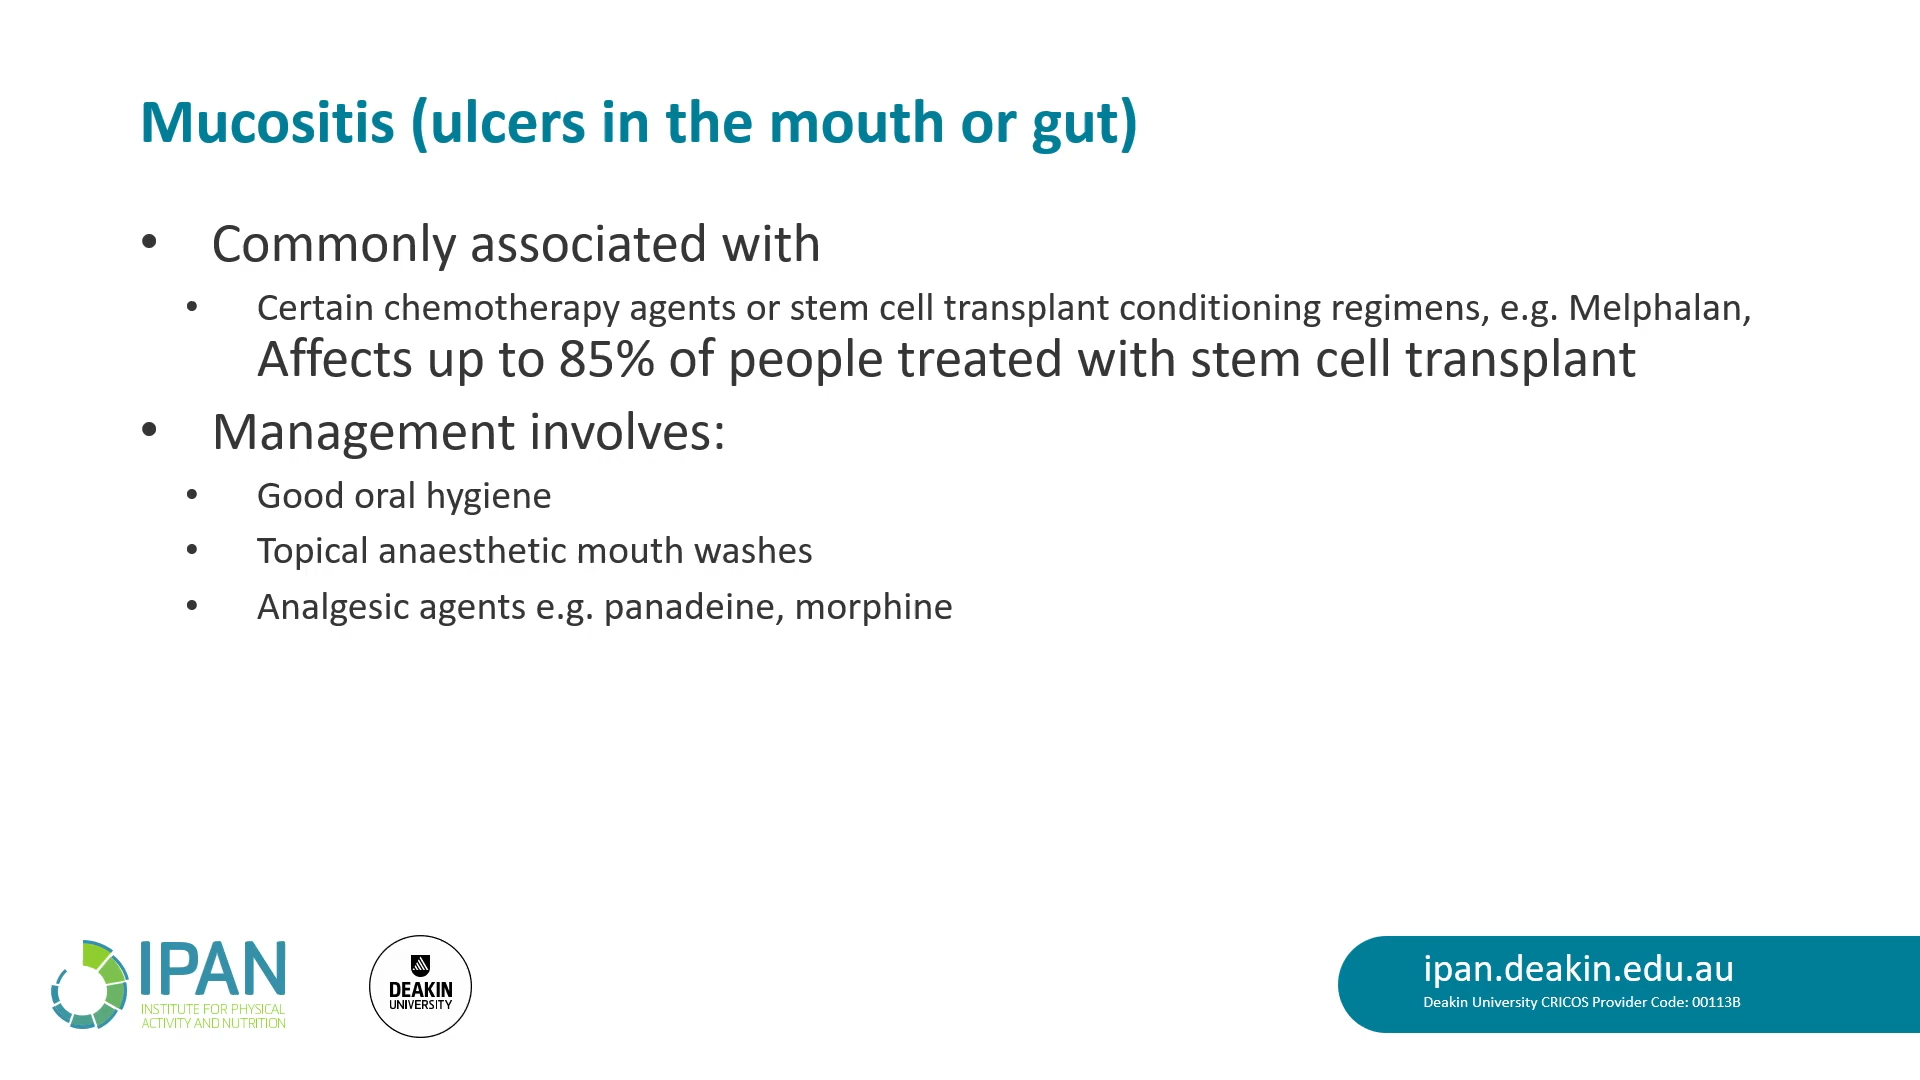 Mucositis (ulcers in the mouth or gut)
• Commonly associated with
• Certain chemotherapy agents or stem cell transplant conditioning regimens, e.g. Melphalan,
Affects up to 85% of people treated with stem cell transplant
• Management involves:
• Good oral hygiene
• Topical anaesthetic mouth washes
• Analgesic agents e.g. panadeine, morphine
IPAN
INSTITUTE FOR PHYSICAL
ACTIVITY AND NUTRITION
DEAKIN
UNIVERSITY
ipan.deakin.edu.au
Deakin University CRICOS Provider Code: 00113B